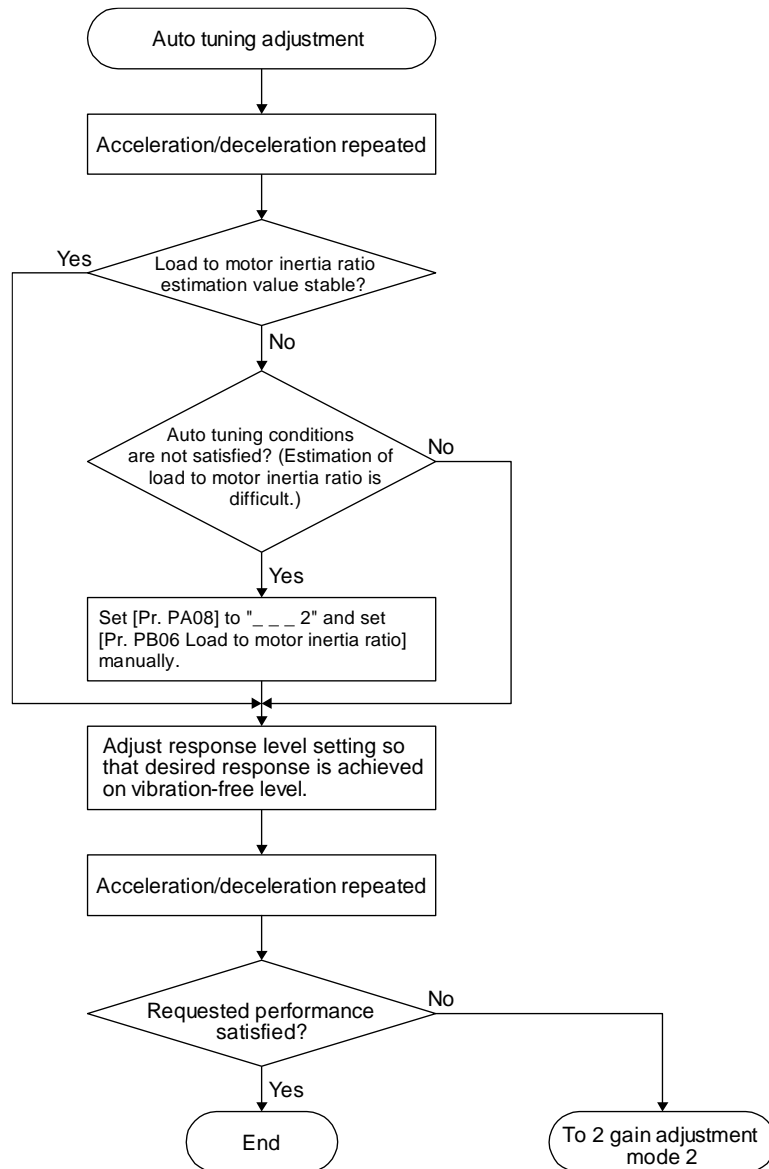 Auto tuning adjustment
Acceleration/deceleration repeated
Yes
Load to motor inertia ratio
estimation value stable?
No
Auto tuning conditions
are not satisfied? (Estimation of
load to motor inertia ratio is
difficult.)
No
Yes
Set [Pr. PA08] to "_ _ _ 2" and set
[Pr. PB06 Load to motor inertia ratio]
manually.
Adjust response level setting so
that desired response is achieved
on vibration-free level.
Acceleration/deceleration repeated
Requested performance
satisfied?
No
Yes
End
To 2 gain adjustment
mode 2